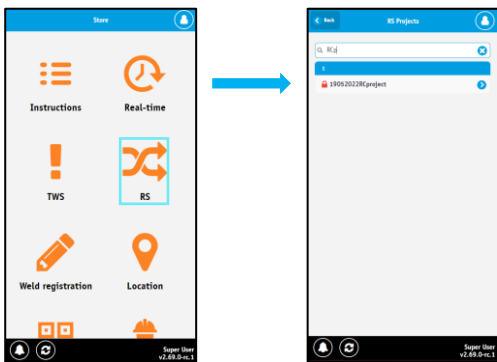 Store
Instructions
Real-time
TWS
RS
Weld registration
Location
Super User
v2.69.0-rc.1
Back
RS Projects
RCp
1
19052022RCproject
Super User
v2.69.0-rc.1